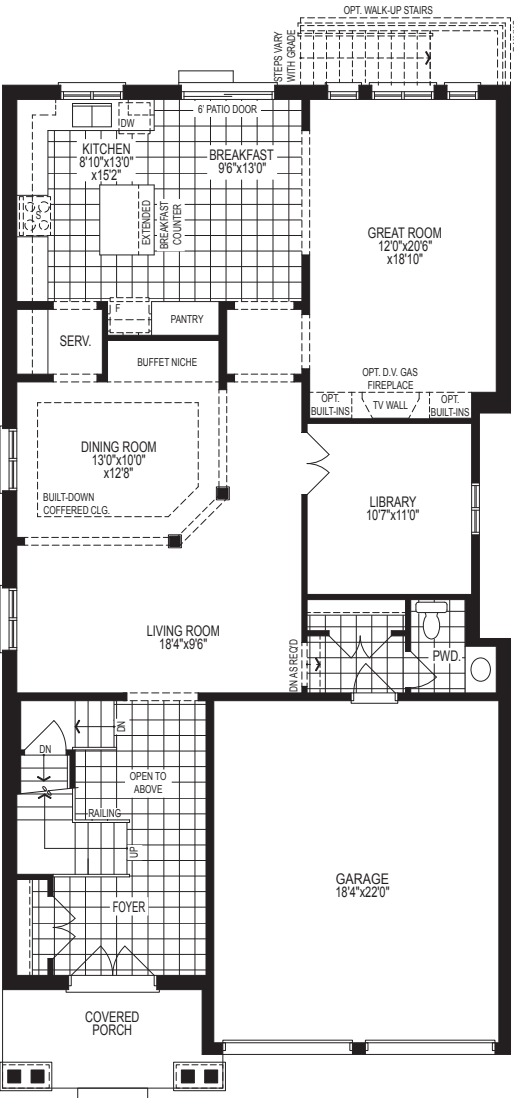 OPT. WALK-UP STAIRS
STEPS VARY
WITH GRADE
6' PATIO DOOR
DW
KITCHEN
8'10"x13'0"
x15'2"
BREAKFAST
9'6"x13'0"
S
EXTENDED
BREAKFAST
COUNTER
GREAT ROOM
12'0"x20'6"
x18'10"
F
PANTRY
SERV.
BUFFET NICHE
OPT. D.V. GAS
FIREPLACE
OPT.
BUILT-INS
TV WALL
OPT.
BUILT-INS
DINING ROOM
13'0"x10'0"
x12'8"
BUILT-DOWN
COFFERED CLG.
LIBRARY
10'7"x11'0"
LIVING ROOM
18'4"x9'6"
DN AS REQ'D
PWD.
DN
DN
OPEN TO
ABOVE
RAILING
UP
FOYER
GARAGE
18'4"x22'0"
COVERED
PORCH